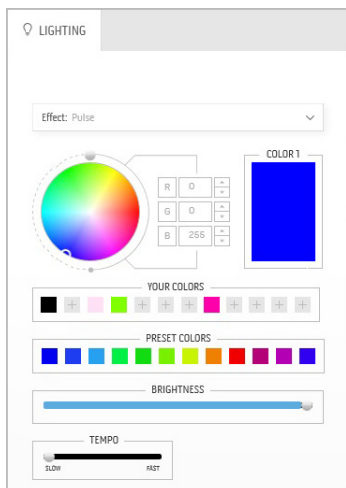 LIGHTING
Effect: Pulse
COLOR 1
R 0
G 0
B 255
YOUR COLORS
PRESET COLORS
BRIGHTNESS
TEMPO
SLOW FAST